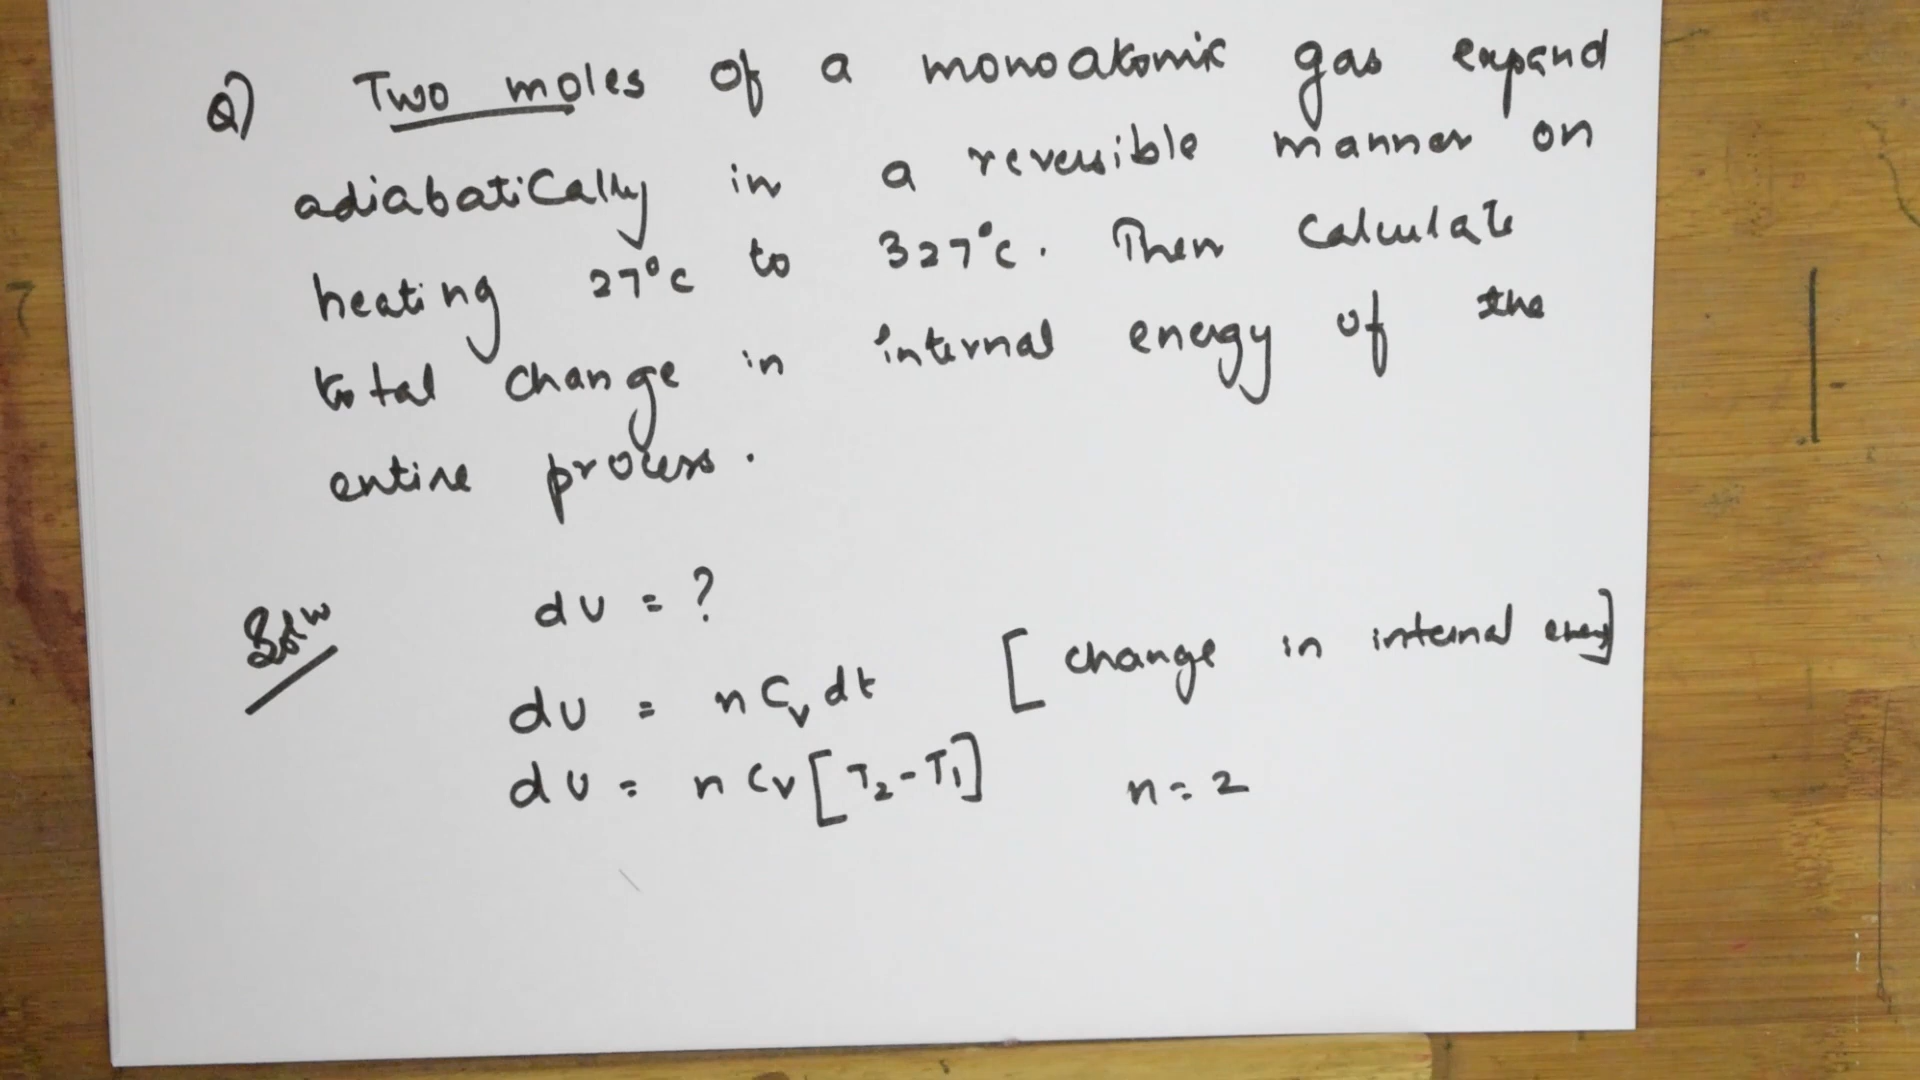 Q) Two moles of a monoatomic gas expand
adiabatically in a reversible manner on
heating 27°C to 327°C. Then calculate
total change in internal energy of the
entire process.
Soln
dU = ?
dU = nCv dt [change in internal energy]
dU = nCv[T₂-T₁] n=2